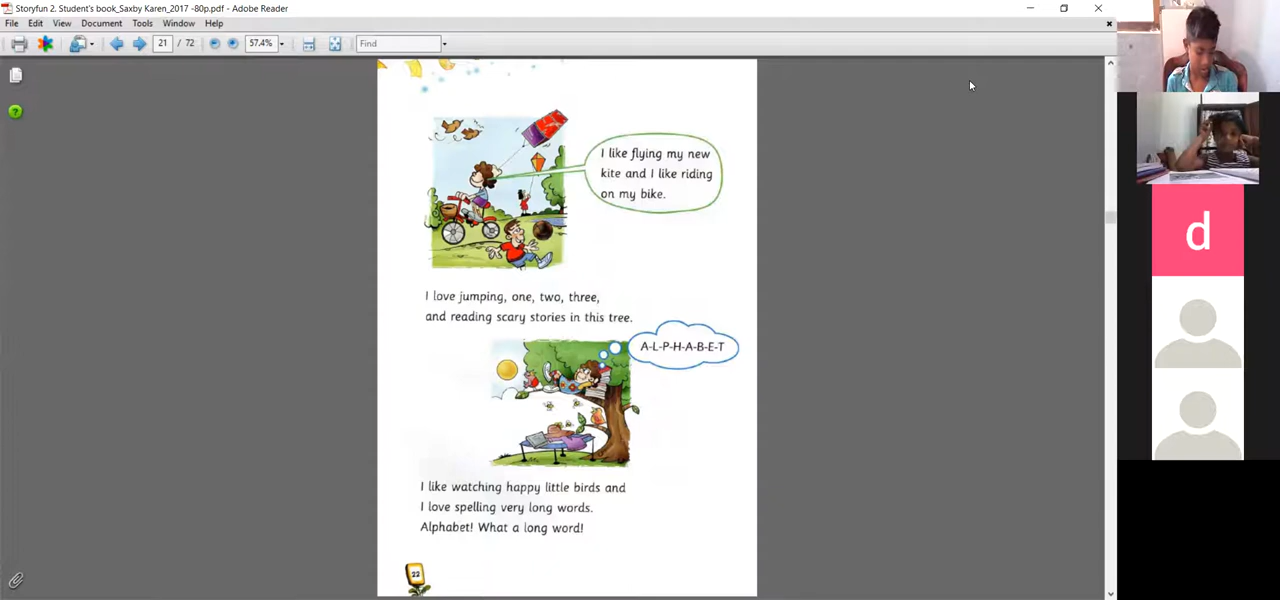 Storyfun 2. Student's book_Saxby Karen_2017 -80p.pdf - Adobe Reader
File Edit View Document Tools Window Help
21 / 72 57.4% Find
I like flying my new
kite and I like riding
on my bike.
I love jumping, one, two, three,
and reading scary stories in this tree.
A-L-P-H-A-B-E-T
I like watching happy little birds and
I love spelling very long words.
Alphabet! What a long word!
22
d